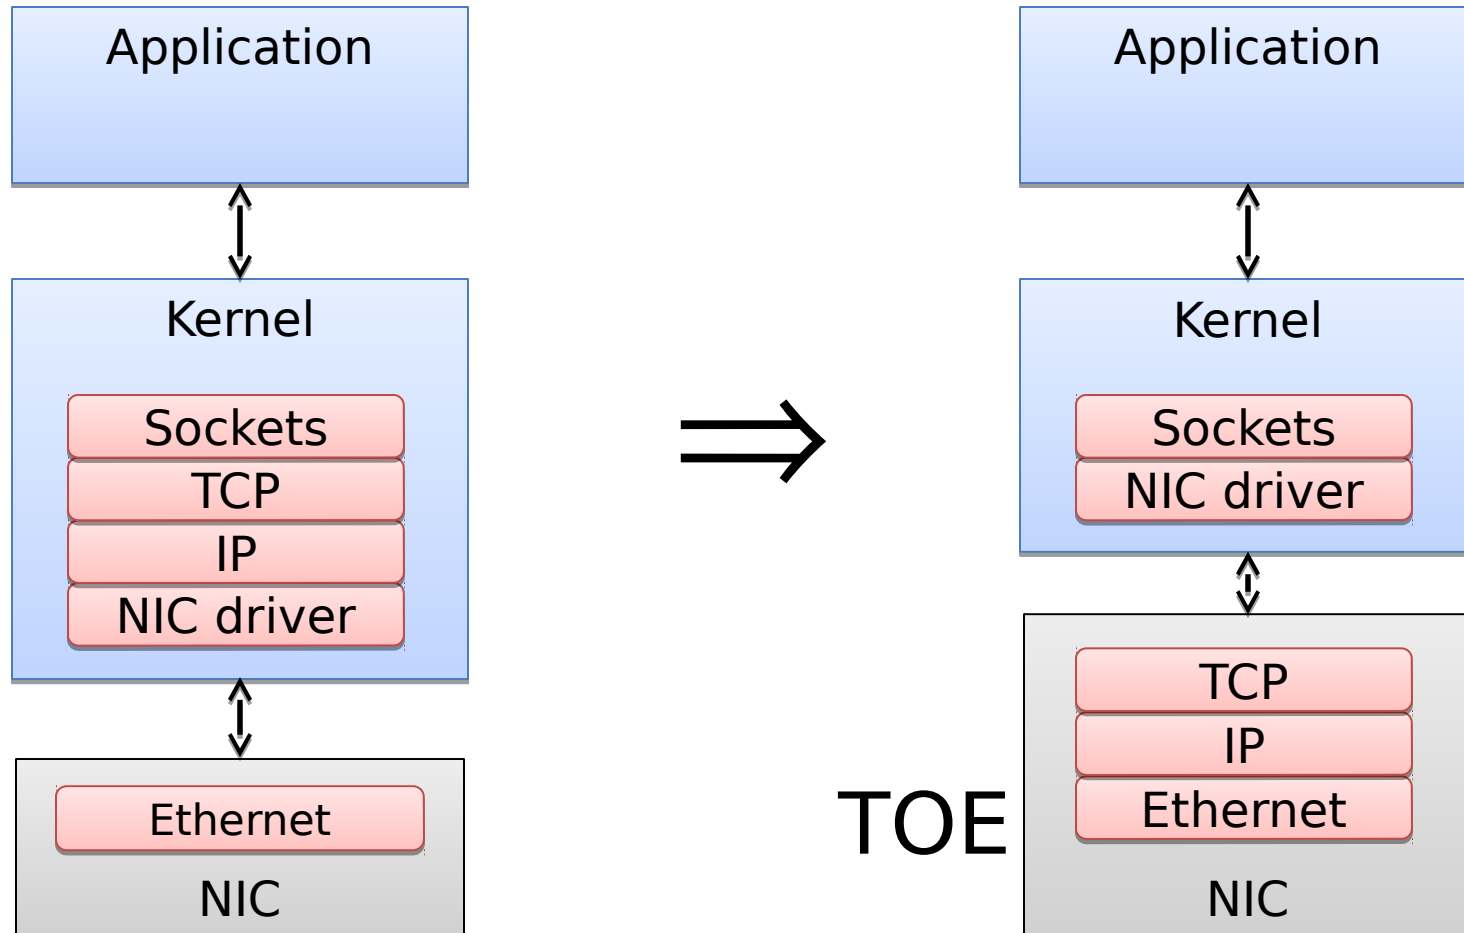 Application
Kernel
Sockets
TCP
IP
NIC driver
Ethernet
NIC
Application
Kernel
Sockets
NIC driver
TOE
TCP
IP
Ethernet
NIC